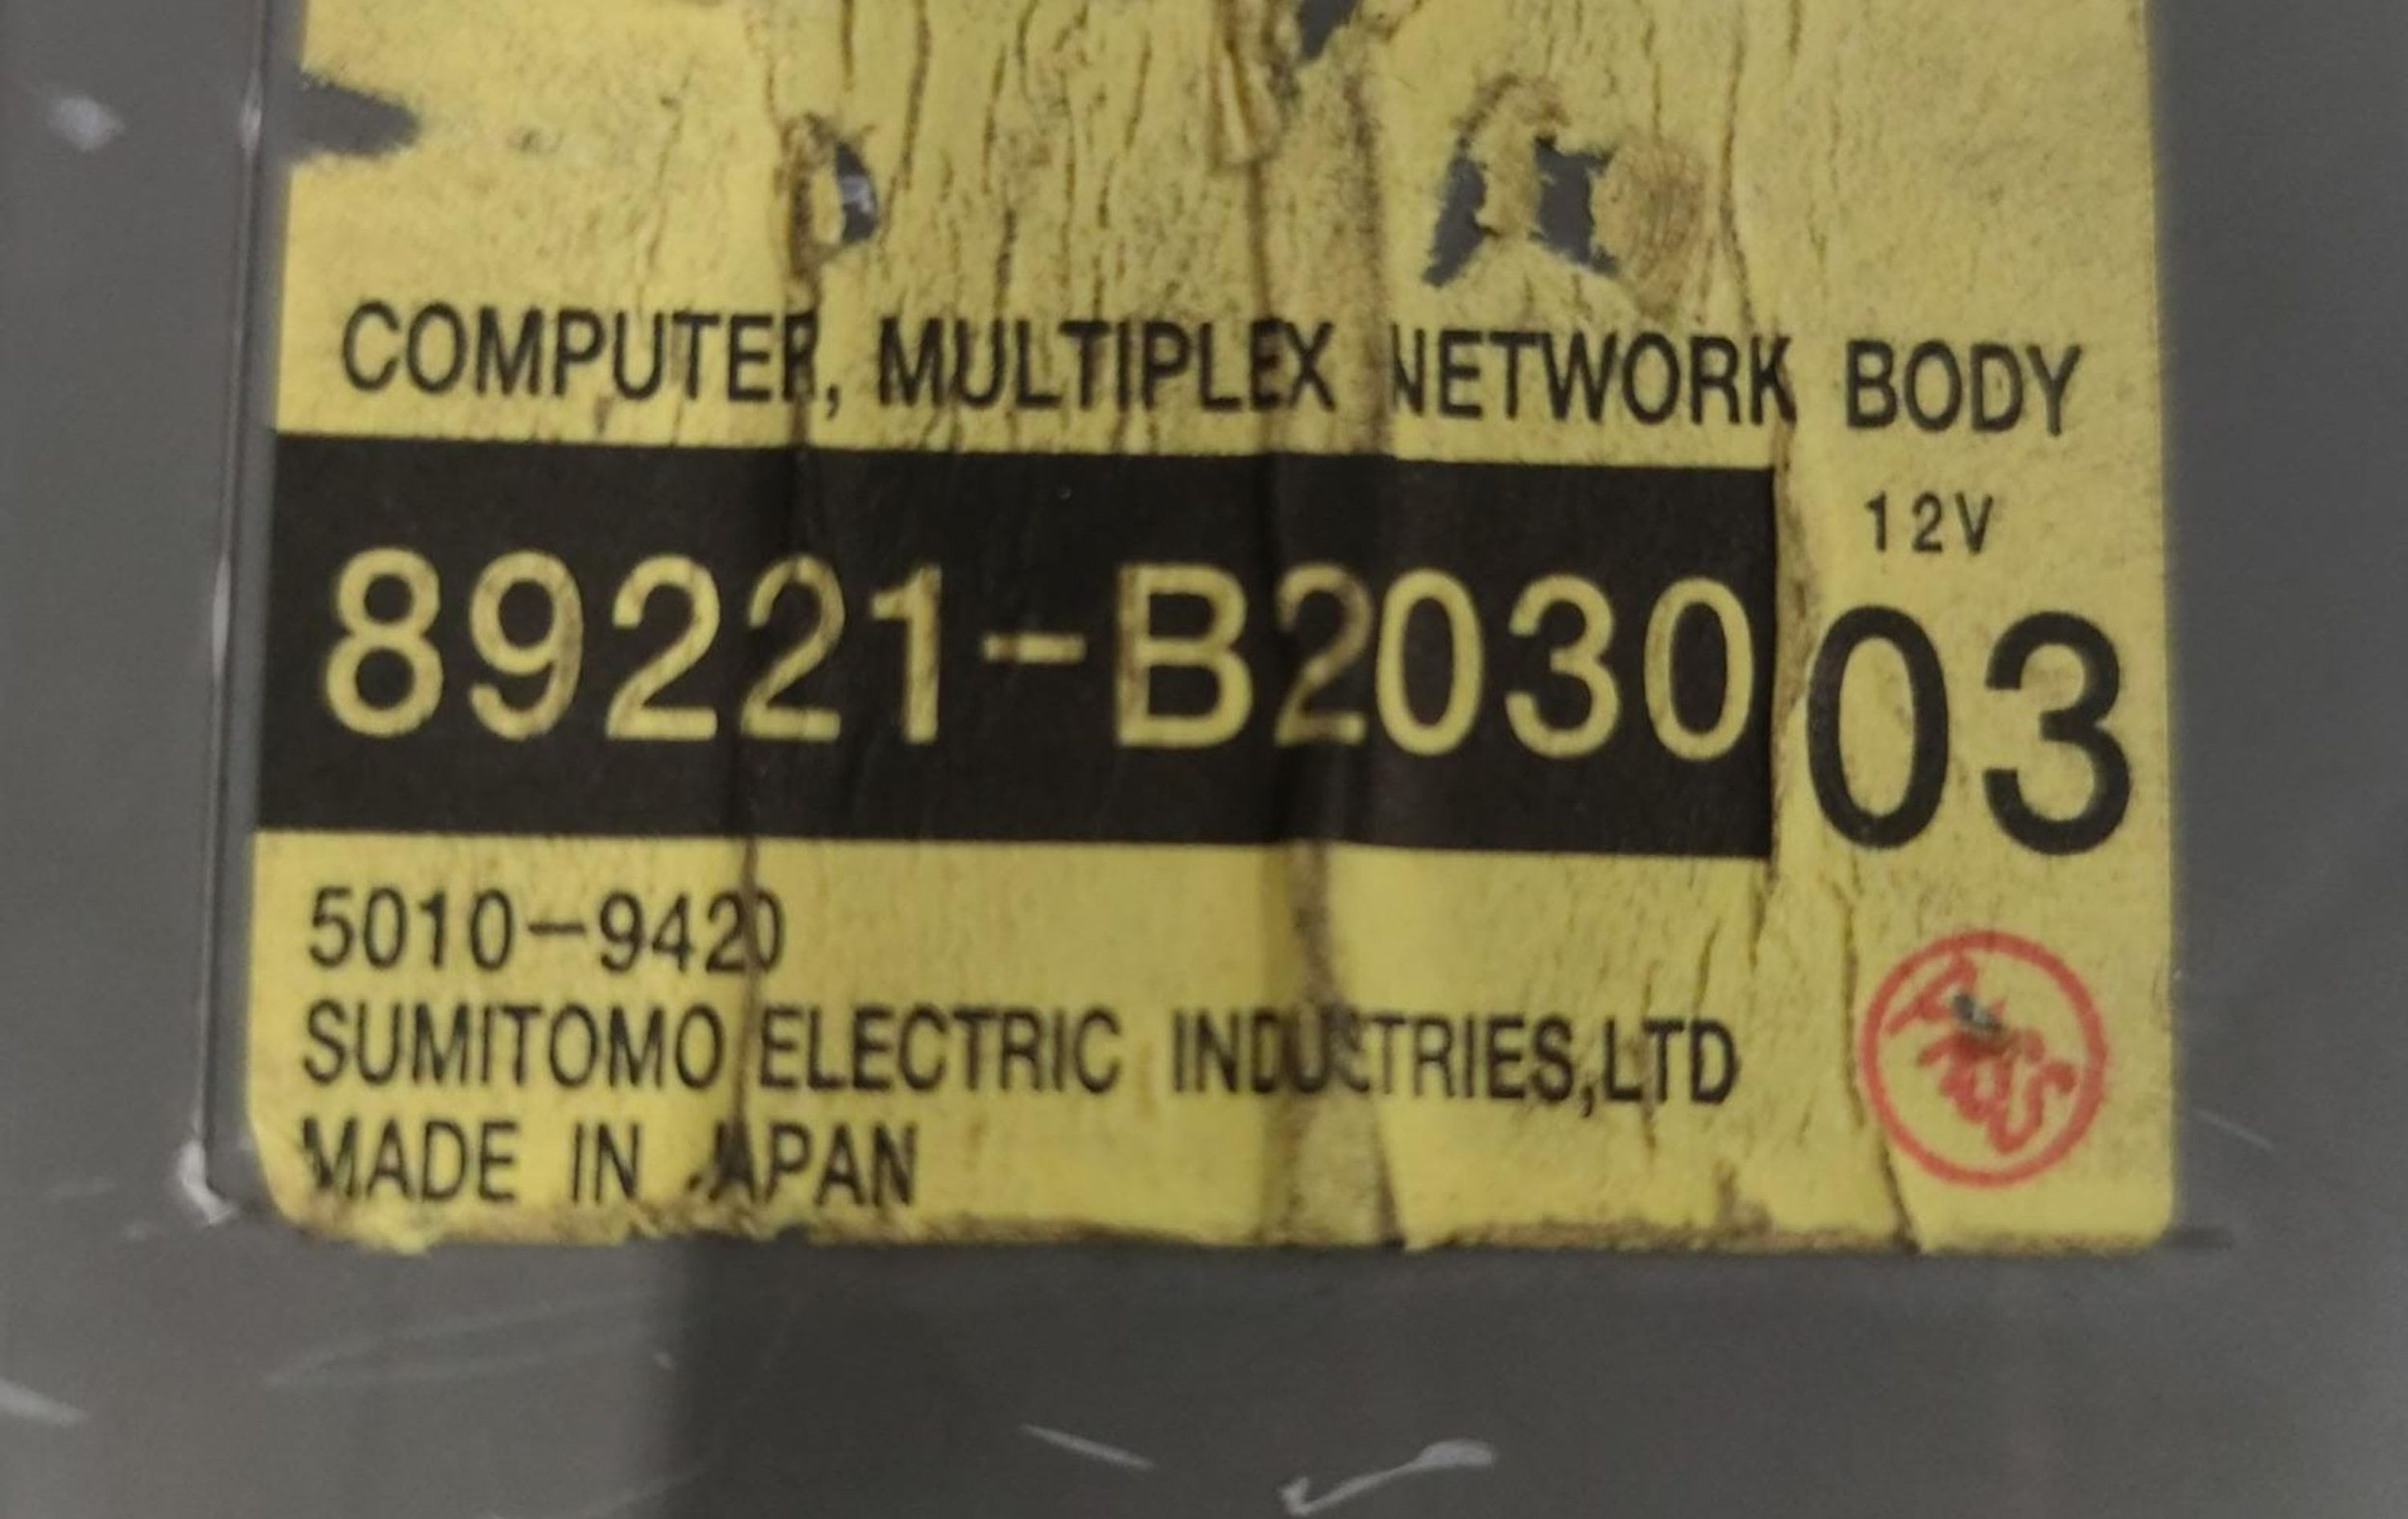 COMPUTER, MULTIPLEX NETWORK BODY
12V
89221-B2030 03
5010-9420
SUMITOMO ELECTRIC INDUSTRIES,LTD
MADE IN JAPAN